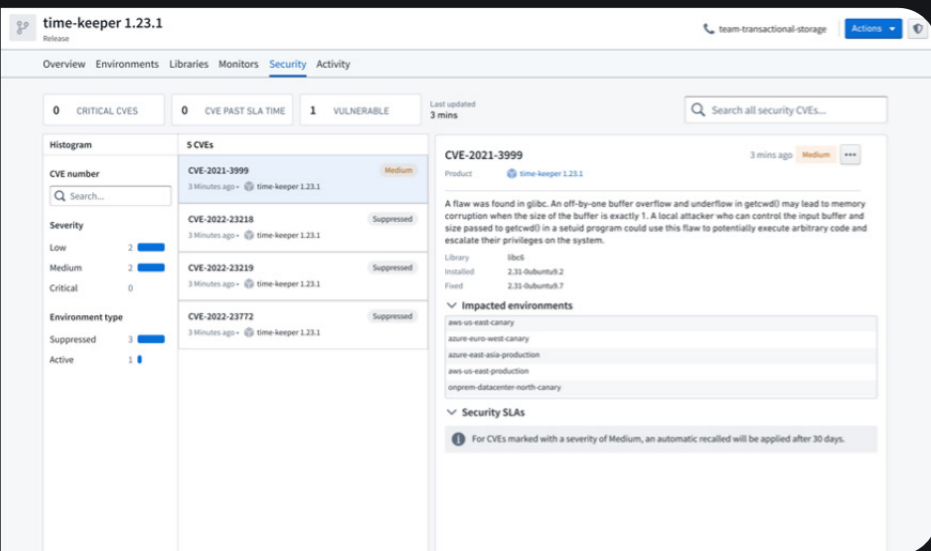 time-keeper 1.23.1
Release
team-transactional-storage
Actions
Overview Environments Libraries Monitors Security Activity
0 CRITICAL CVES
0 CVE PAST SLA TIME
1 VULNERABLE
Last updated
3 mins
Search all security CVEs...
Histogram
CVE number
Search...
Severity
Low 2
Medium 2
Critical 0
Environment type
Suppressed 3
Active 1
5 CVEs
CVE-2021-3999 Medium
3 Minutes ago • time-keeper 1.23.1
CVE-2022-23218 Suppressed
3 Minutes ago • time-keeper 1.23.1
CVE-2022-23219 Suppressed
3 Minutes ago • time-keeper 1.23.1
CVE-2022-23772 Suppressed
3 Minutes ago • time-keeper 1.23.1
CVE-2021-3999 3 mins ago Medium
Product time-keeper 1.23.1
A flaw was found in glibc. An off-by-one buffer overflow and underflow in getcwd() may lead to memory
corruption when the size of the buffer is exactly 1. A local attacker who can control the input buffer and
size passed to getcwd() in a setuid program could use this flaw to potentially execute arbitrary code and
escalate their privileges on the system.
Library libc6
Installed 2.31-0ubuntu9.2
Fixed 2.31-0ubuntu9.7
Impacted environments
aws-us-east-canary
azure-euro-west-canary
azure-east-asia-production
aws-us-east-production
onprem-datacenter-north-canary
Security SLAs
For CVEs marked with a severity of Medium, an automatic recalled will be applied after 30 days.